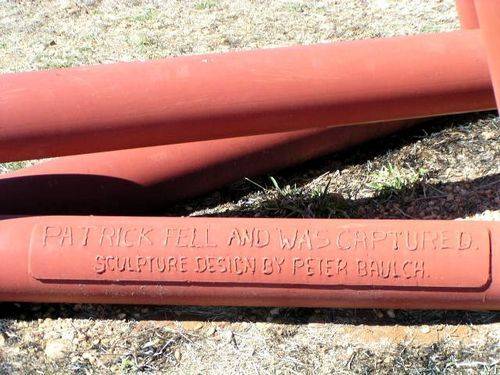 PATRICK FELL AND WAS CAPTURED.
SCULPTURE DESIGN BY PETER BAULCH.